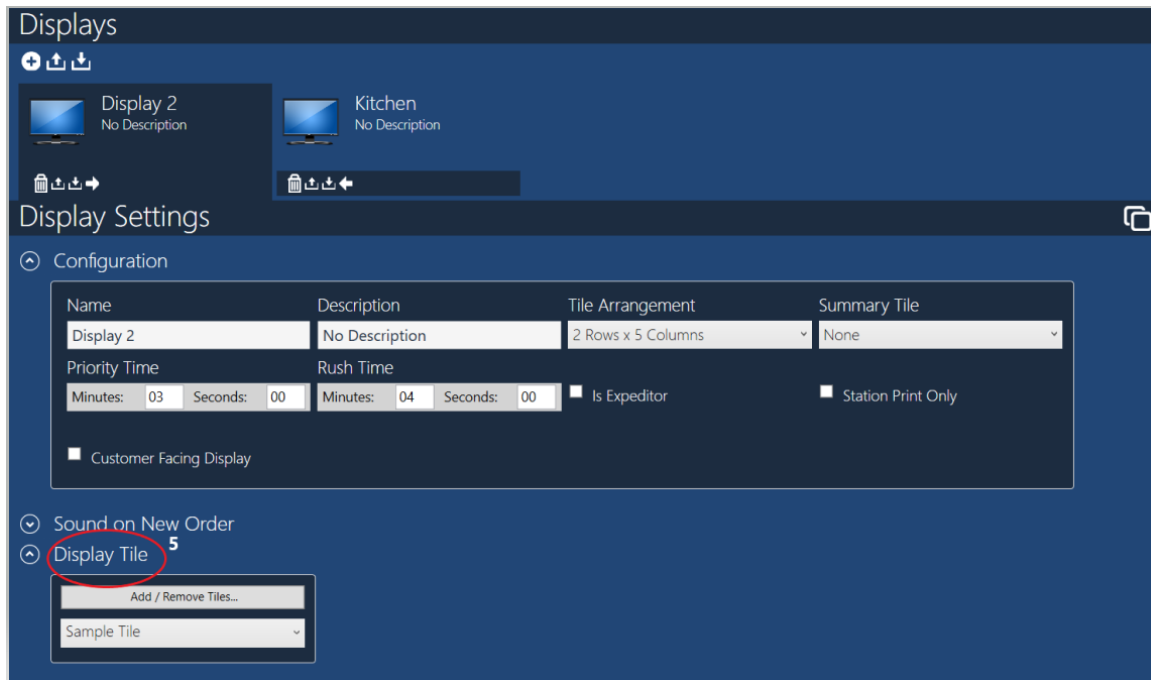 Displays
Display 2
No Description
Kitchen
No Description
Display Settings
Configuration
Name Description Tile Arrangement Summary Tile
Display 2 No Description 2 Rows x 5 Columns None
Priority Time Rush Time
Minutes: 03 Seconds: 00 Minutes: 04 Seconds: 00 Is Expeditor Station Print Only
Customer Facing Display
Sound on New Order
Display Tile 5
Add / Remove Tiles...
Sample Tile